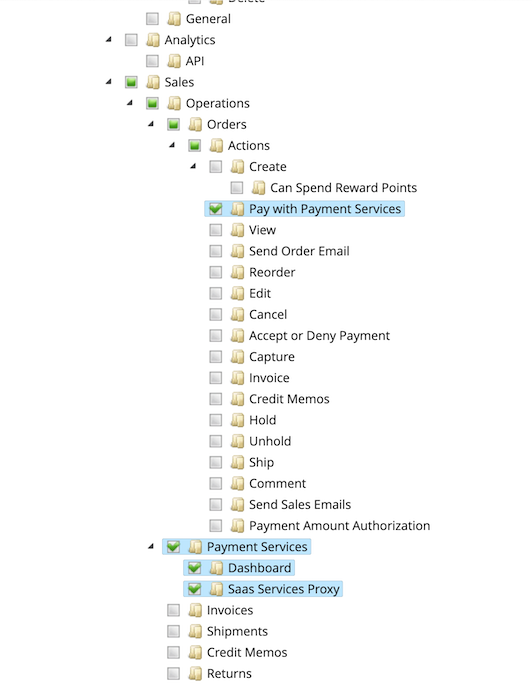 Delete
General
Analytics
API
Sales
Operations
Orders
Actions
Create
Can Spend Reward Points
Pay with Payment Services
View
Send Order Email
Reorder
Edit
Cancel
Accept or Deny Payment
Capture
Invoice
Credit Memos
Hold
Unhold
Ship
Comment
Send Sales Emails
Payment Amount Authorization
Payment Services
Dashboard
Saas Services Proxy
Invoices
Shipments
Credit Memos
Returns